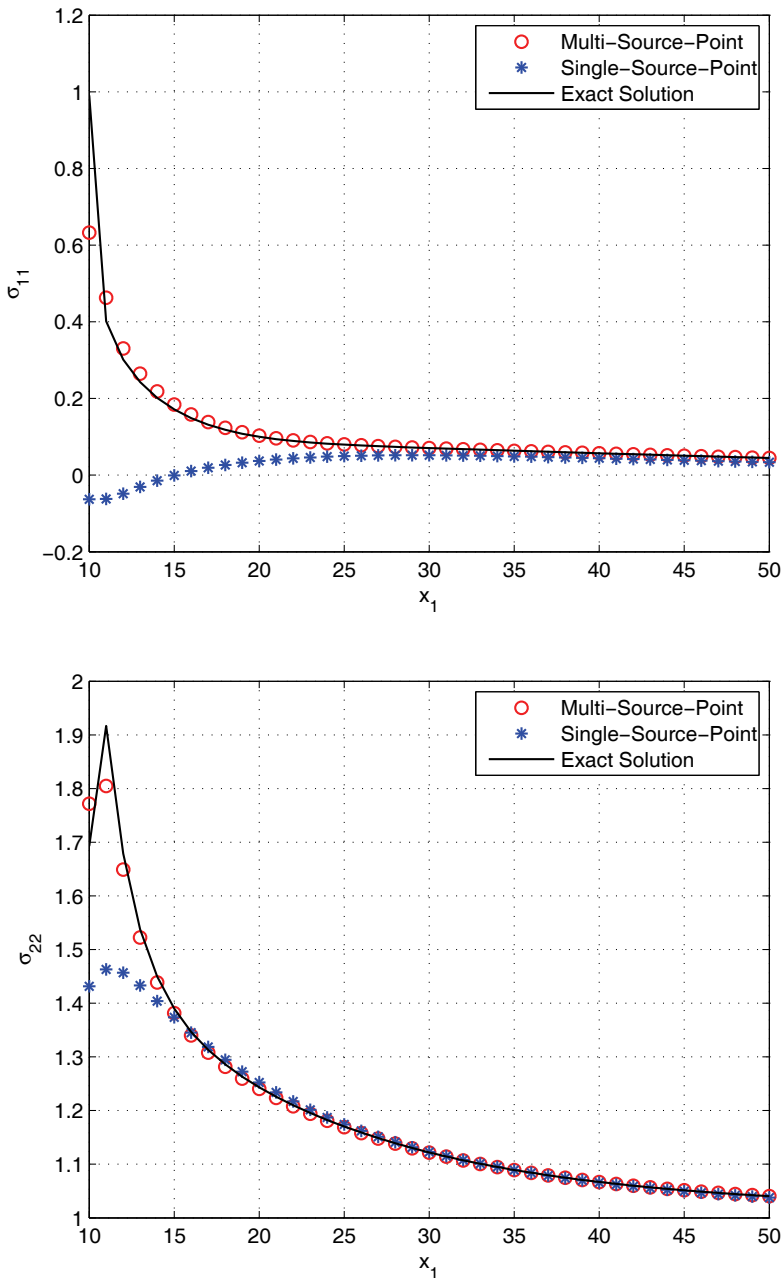 1.2
1
0.8
0.6
0.4
0.2
0
−0.2
σ11
10 15 20 25 30 35 40 45 50
x1
Multi−Source−Point
Single−Source−Point
Exact Solution
2
1.9
1.8
1.7
1.6
1.5
1.4
1.3
1.2
1.1
1
σ22
10 15 20 25 30 35 40 45 50
x1
Multi−Source−Point
Single−Source−Point
Exact Solution